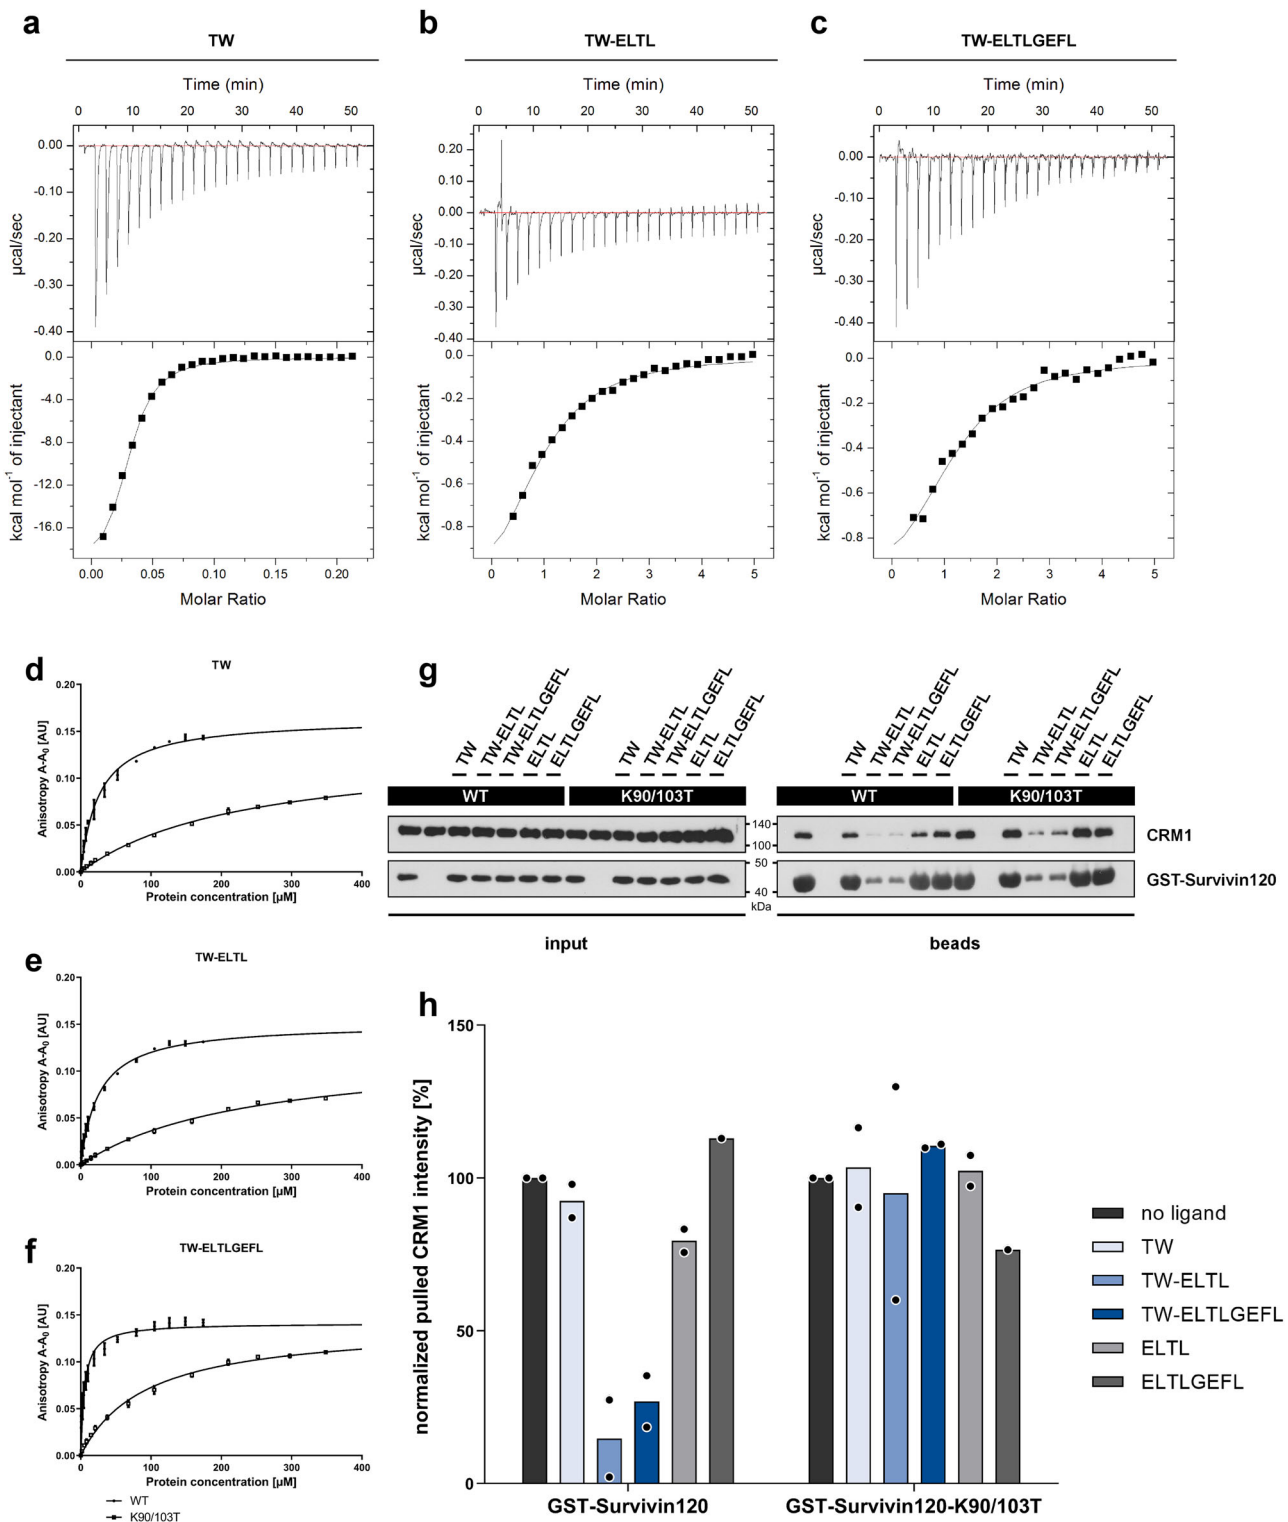 a
TW
Time (min)
0 10 20 30 40 50
0.00
-0.10
-0.20
-0.30
-0.40
µcal/sec
0.0
-4.0
-8.0
-12.0
-16.0
kcal mol⁻¹ of injectant
0.00 0.05 0.10 0.15 0.20
Molar Ratio
b
TW-ELTL
Time (min)
0 10 20 30 40 50
0.20
0.10
0.00
-0.10
-0.20
-0.30
-0.40
µcal/sec
0.0
-0.2
-0.4
-0.6
-0.8
kcal mol⁻¹ of injectant
0 1 2 3 4 5
Molar Ratio
c
TW-ELTLGEFL
Time (min)
0 10 20 30 40 50
0.00
-0.10
-0.20
-0.30
-0.40
µcal/sec
0.0
-0.2
-0.4
-0.6
-0.8
kcal mol⁻¹ of injectant
0 1 2 3 4 5
Molar Ratio
d
TW
0.20
0.15
0.10
0.05
0.00
Anisotropy A-A₀ [AU]
0 100 200 300 400
Protein concentration [µM]
e
TW-ELTL
0.20
0.15
0.10
0.05
0.00
Anisotropy A-A₀ [AU]
0 100 200 300 400
Protein concentration [µM]
f
TW-ELTLGEFL
0.20
0.15
0.10
0.05
0.00
Anisotropy A-A₀ [AU]
0 100 200 300 400
Protein concentration [µM]
WT
K90/103T
g
TW TW-ELTL TW-ELTLGEFL ELTL ELTLGEFL TW TW-ELTL TW-ELTLGEFL ELTL ELTLGEFL TW TW-ELTL TW-ELTLGEFL ELTL ELTLGEFL TW TW-ELTL TW-ELTLGEFL ELTL ELTLGEFL
WT K90/103T WT K90/103T
140
100
CRM1
50
40
GST-Survivin120
kDa
input beads
h
150
100
50
0
normalized pulled CRM1 intensity [%]
GST-Survivin120 GST-Survivin120-K90/103T
no ligand
TW
TW-ELTL
TW-ELTLGEFL
ELTL
ELTLGEFL